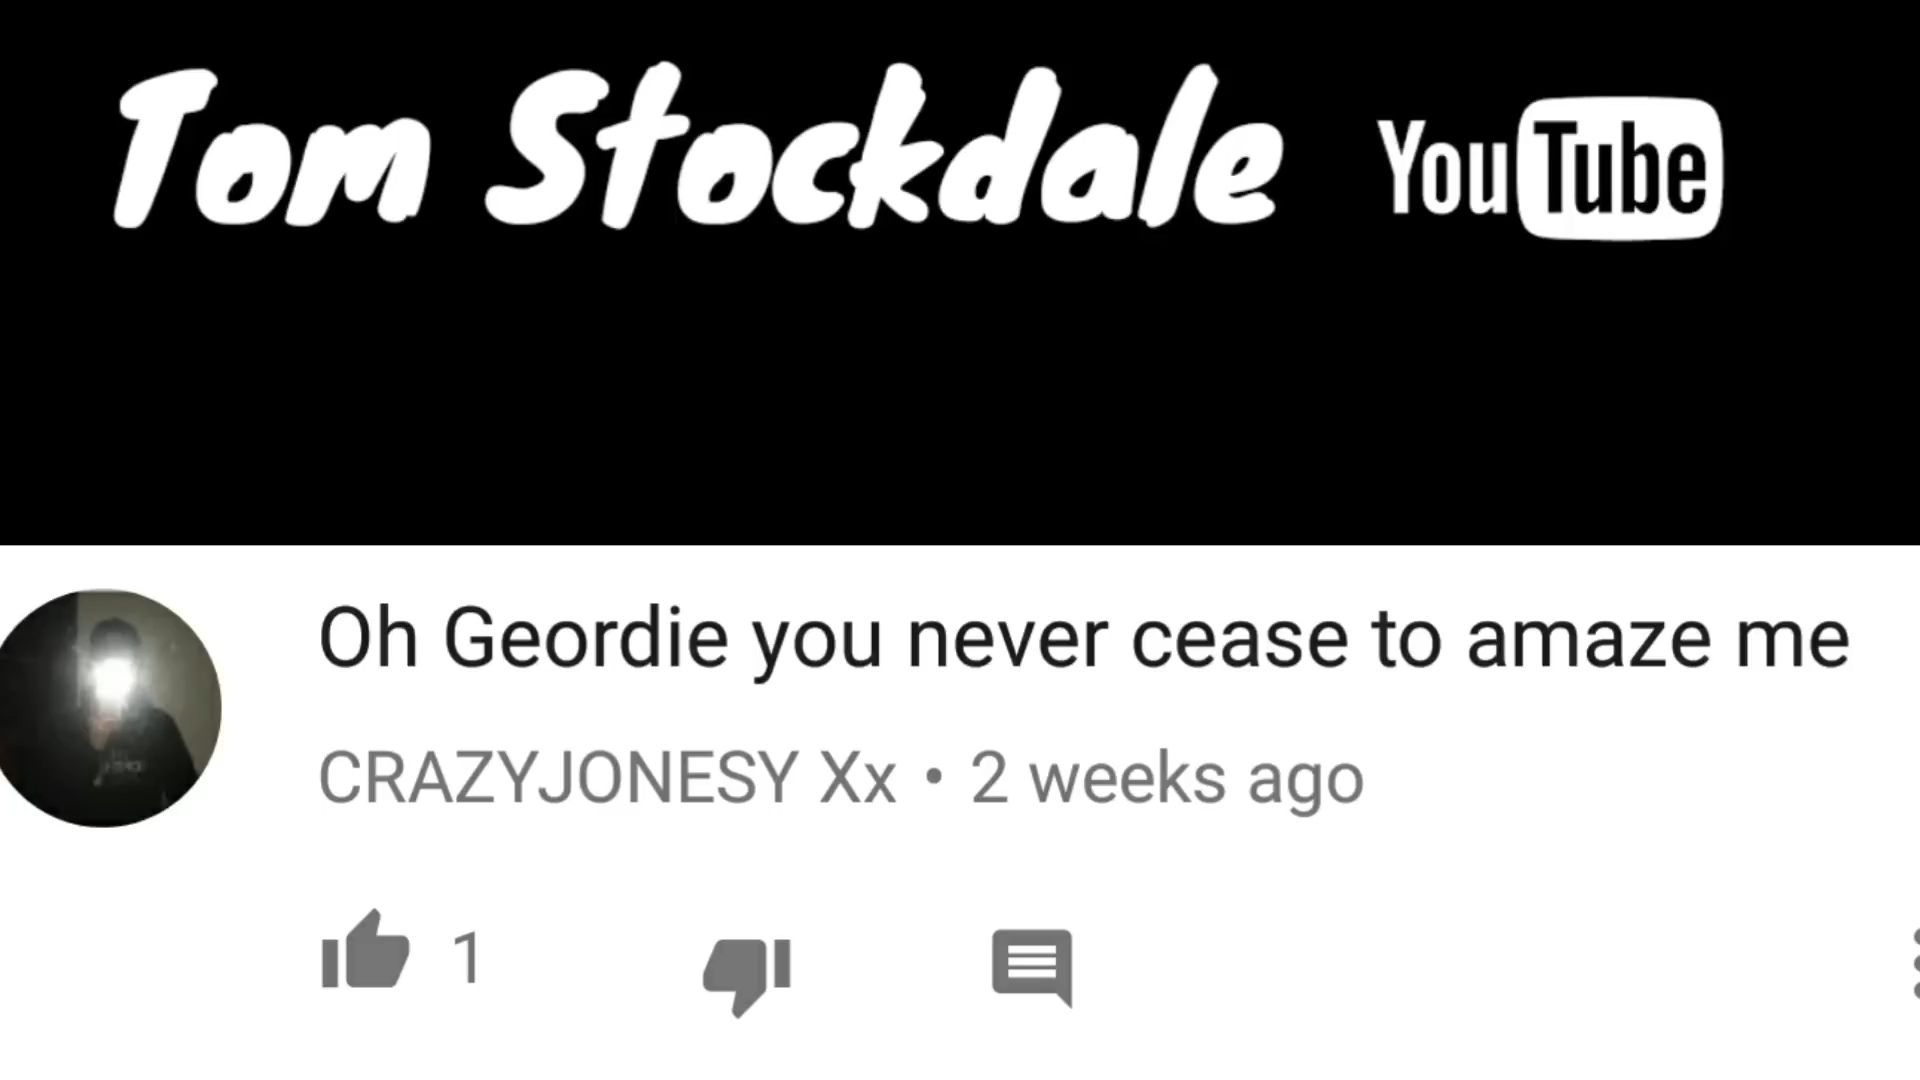 Tom Stockdale YouTube
Oh Geordie you never cease to amaze me
CRAZYJONESY Xx • 2 weeks ago
1